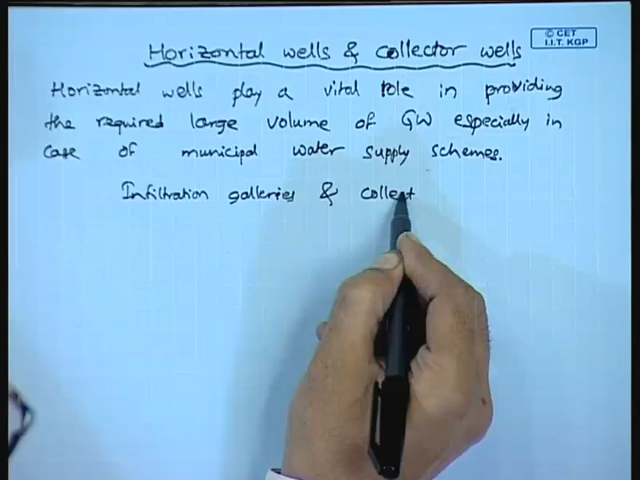 © CET
I.I.T. KGP
Horizontal wells & collector wells
Horizontal wells play a vital role in providing
the required large volume of GW especially in
case of municipal water supply schemes.
Infiltration galleries & collect